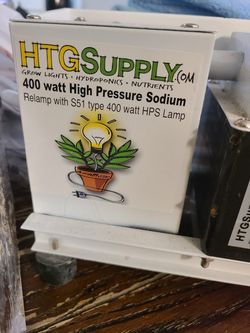 HTGSUPPLY.COM
GROW LIGHTS • HYDROPONICS • NUTRIENTS
400 watt High Pressure Sodium
Relamp with S51 type 400 watt HPS Lamp
HTGS